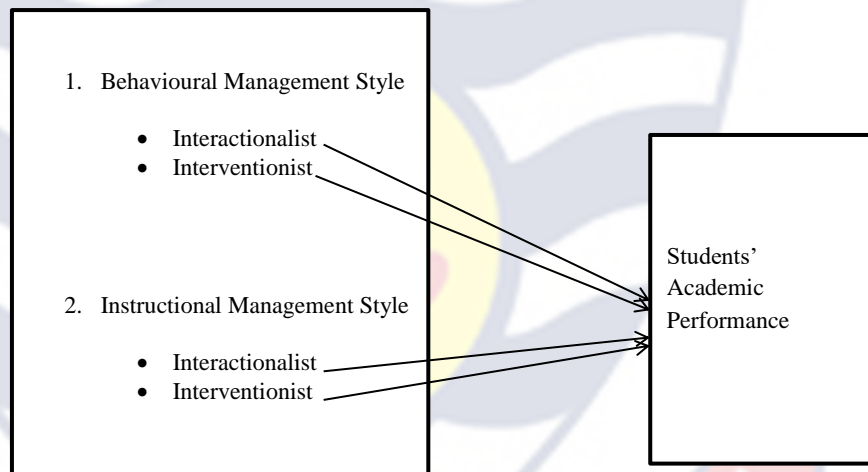 1. Behavioural Management Style
• Interactionalist
• Interventionist
2. Instructional Management Style
• Interactionalist
• Interventionist
Students’
Academic
Performance